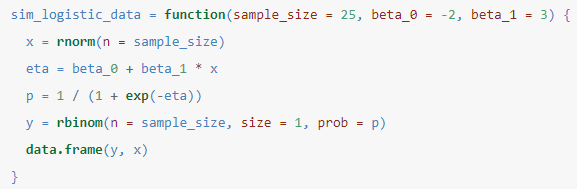 sim_logistic_data = function(sample_size = 25, beta_0 = -2, beta_1 = 3) {
  x = rnorm(n = sample_size)
  eta = beta_0 + beta_1 * x
  p = 1 / (1 + exp(-eta))
  y = rbinom(n = sample_size, size = 1, prob = p)
  data.frame(y, x)
}